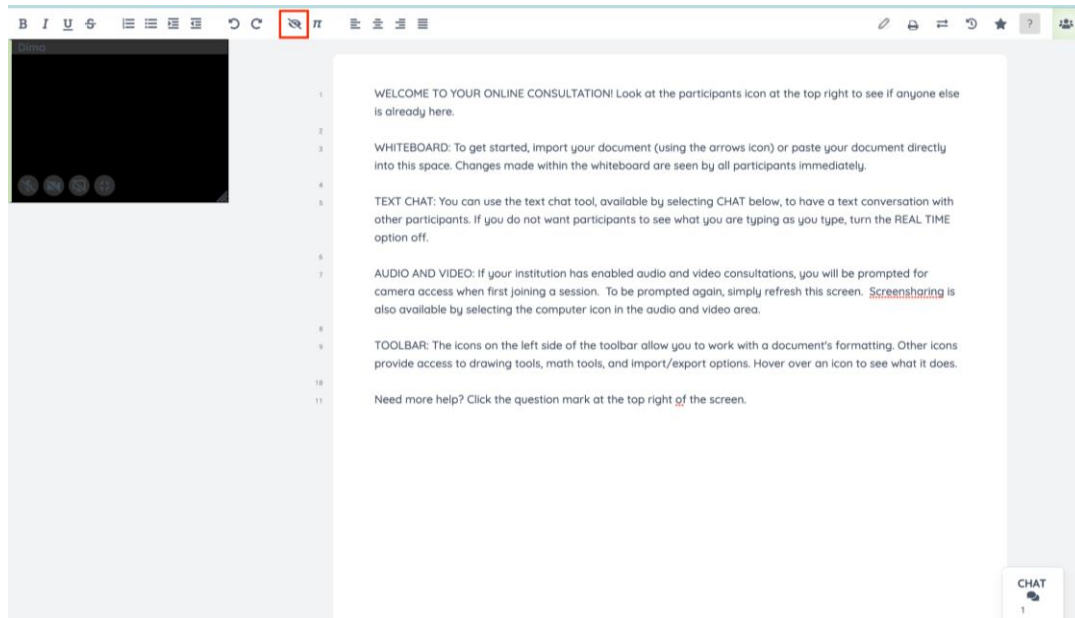 B I U S π ?
Dima
1 WELCOME TO YOUR ONLINE CONSULTATION! Look at the participants icon at the top right to see if anyone else
is already here.
2
3 WHITEBOARD: To get started, import your document (using the arrows icon) or paste your document directly
into this space. Changes made within the whiteboard are seen by all participants immediately.
4
5 TEXT CHAT: You can use the text chat tool, available by selecting CHAT below, to have a text conversation with
other participants. If you do not want participants to see what you are typing as you type, turn the REAL TIME
option off.
6
7 AUDIO AND VIDEO: If your institution has enabled audio and video consultations, you will be prompted for
camera access when first joining a session.  To be prompted again, simply refresh this screen.  Screensharing is
also available by selecting the computer icon in the audio and video area.
8
9 TOOLBAR: The icons on the left side of the toolbar allow you to work with a document's formatting. Other icons
provide access to drawing tools, math tools, and import/export options. Hover over an icon to see what it does.
10
11 Need more help? Click the question mark at the top right of the screen.
CHAT
1